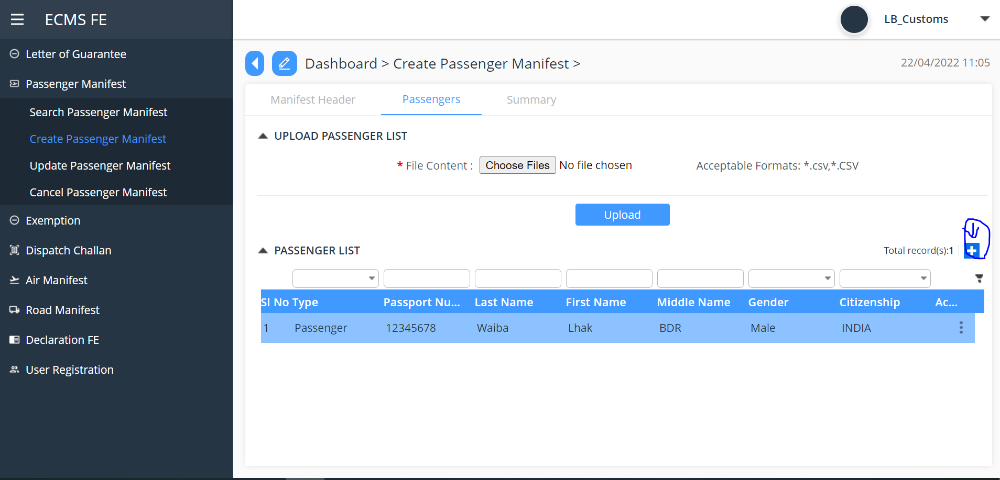 ECMS FE
LB_Customs
Letter of Guarantee
Passenger Manifest
Search Passenger Manifest
Create Passenger Manifest
Update Passenger Manifest
Cancel Passenger Manifest
Exemption
Dispatch Challan
Air Manifest
Road Manifest
Declaration FE
User Registration
Dashboard > Create Passenger Manifest >
22/04/2022 11:05
Manifest Header Passengers Summary
UPLOAD PASSENGER LIST
* File Content : Choose Files No file chosen Acceptable Formats: *.csv,*.CSV
Upload
PASSENGER LIST Total record(s):1
Sl No Type Passport Nu... Last Name First Name Middle Name Gender Citizenship Ac...
1 Passenger 12345678 Waiba Lhak BDR Male INDIA